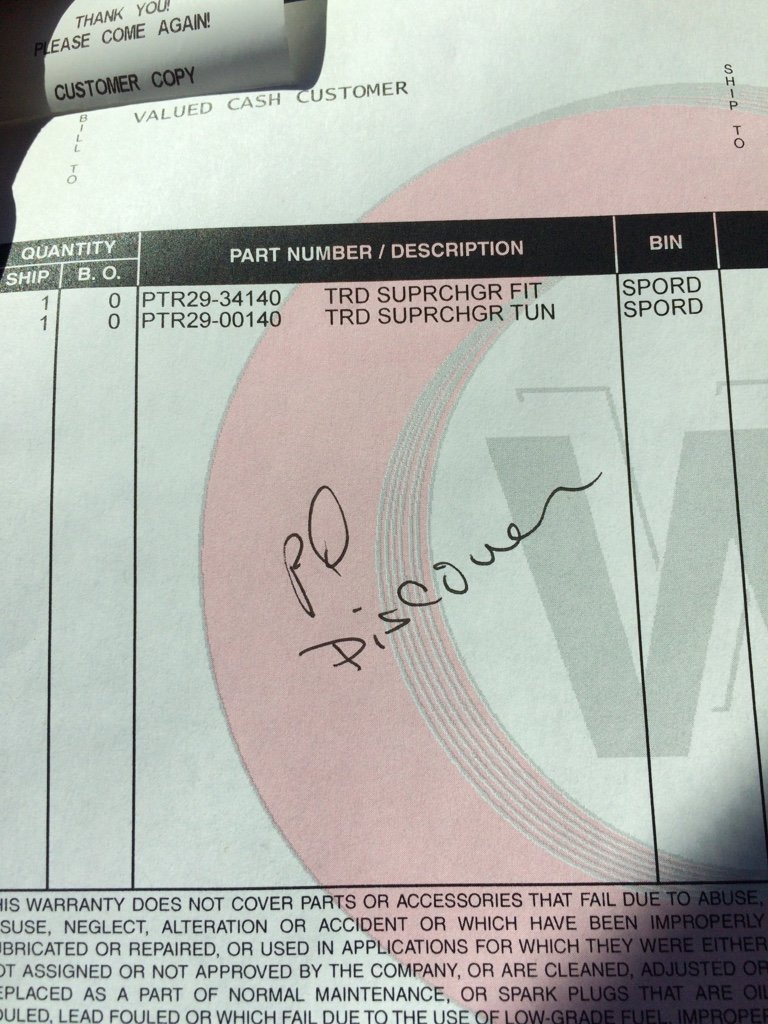 THANK YOU!
PLEASE COME AGAIN!
CUSTOMER COPY
BILL TO
VALUED CASH CUSTOMER
SHIP TO
QUANTITY PART NUMBER / DESCRIPTION BIN
SHIP B. O.
1 0 PTR29-34140 TRD SUPRCHGR FIT SPORD
1 0 PTR29-00140 TRD SUPRCHGR TUN SPORD
W
PD
Discover
HIS WARRANTY DOES NOT COVER PARTS OR ACCESSORIES THAT FAIL DUE TO ABUSE,
ISUSE, NEGLECT, ALTERATION OR ACCIDENT OR WHICH HAVE BEEN IMPROPERLY
UBRICATED OR REPAIRED, OR USED IN APPLICATIONS FOR WHICH THEY WERE EITHER
OT ASSIGNED OR NOT APPROVED BY THE COMPANY, OR ARE CLEANED, ADJUSTED OR
EPLACED AS A PART OF NORMAL MAINTENANCE, OR SPARK PLUGS THAT ARE OIL
OULED, LEAD FOULED OR WHICH FAIL DUE TO THE USE OF LOW-GRADE FUEL, IMPROPER